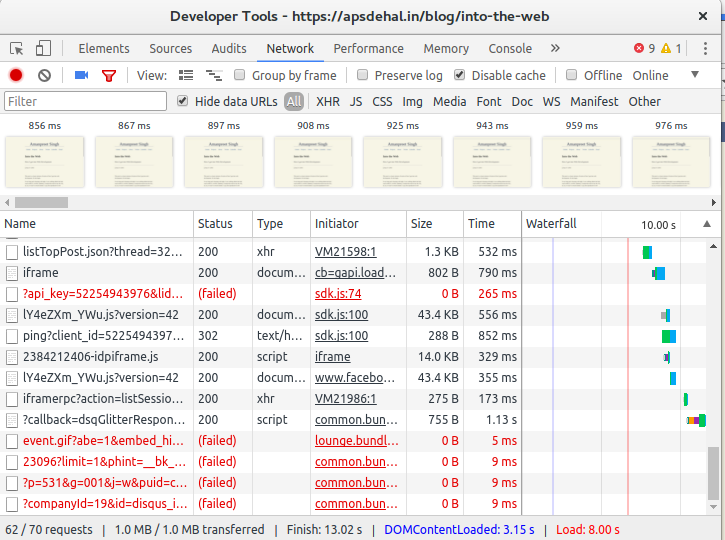 Developer Tools - https://apsdehal.in/blog/into-the-web
Elements Sources Audits Network Performance Memory Console » 9 1
View: Group by frame Preserve log Disable cache Offline Online
Filter Hide data URLs All XHR JS CSS Img Media Font Doc WS Manifest Other
856 ms 867 ms 897 ms 908 ms 925 ms 943 ms 959 ms 976 ms
Name Status Type Initiator Size Time Waterfall 10.00 s
listTopPost.json?thread=32... 200 xhr VM21598:1 1.3 KB 532 ms
iframe 200 docum... cb=gapi.load... 802 B 790 ms
?api_key=52254943976&lid... (failed) sdk.js:74 0 B 265 ms
lY4eZXm_YWu.js?version=42 200 docum... sdk.js:100 43.4 KB 556 ms
ping?client_id=5225494397... 302 text/h... sdk.js:100 288 B 852 ms
2384212406-idpiframe.js 200 script iframe 14.0 KB 329 ms
lY4eZXm_YWu.js?version=42 200 docum... www.facebo... 43.4 KB 355 ms
iframerpc?action=listSessio... 200 xhr VM21986:1 275 B 173 ms
?callback=dsqGlitterRespon... 200 script common.bun... 755 B 1.13 s
event.gif?abe=1&embed_hi... (failed) lounge.bundl... 0 B 5 ms
23096?limit=1&phint=__bk_... (failed) common.bun... 0 B 9 ms
?p=531&g=001&j=w&puid=c... (failed) common.bun... 0 B 9 ms
?companyId=19&id=disqus_i... (failed) common.bun... 0 B 9 ms
62 / 70 requests | 1.0 MB / 1.0 MB transferred | Finish: 13.02 s | DOMContentLoaded: 3.15 s | Load: 8.00 s